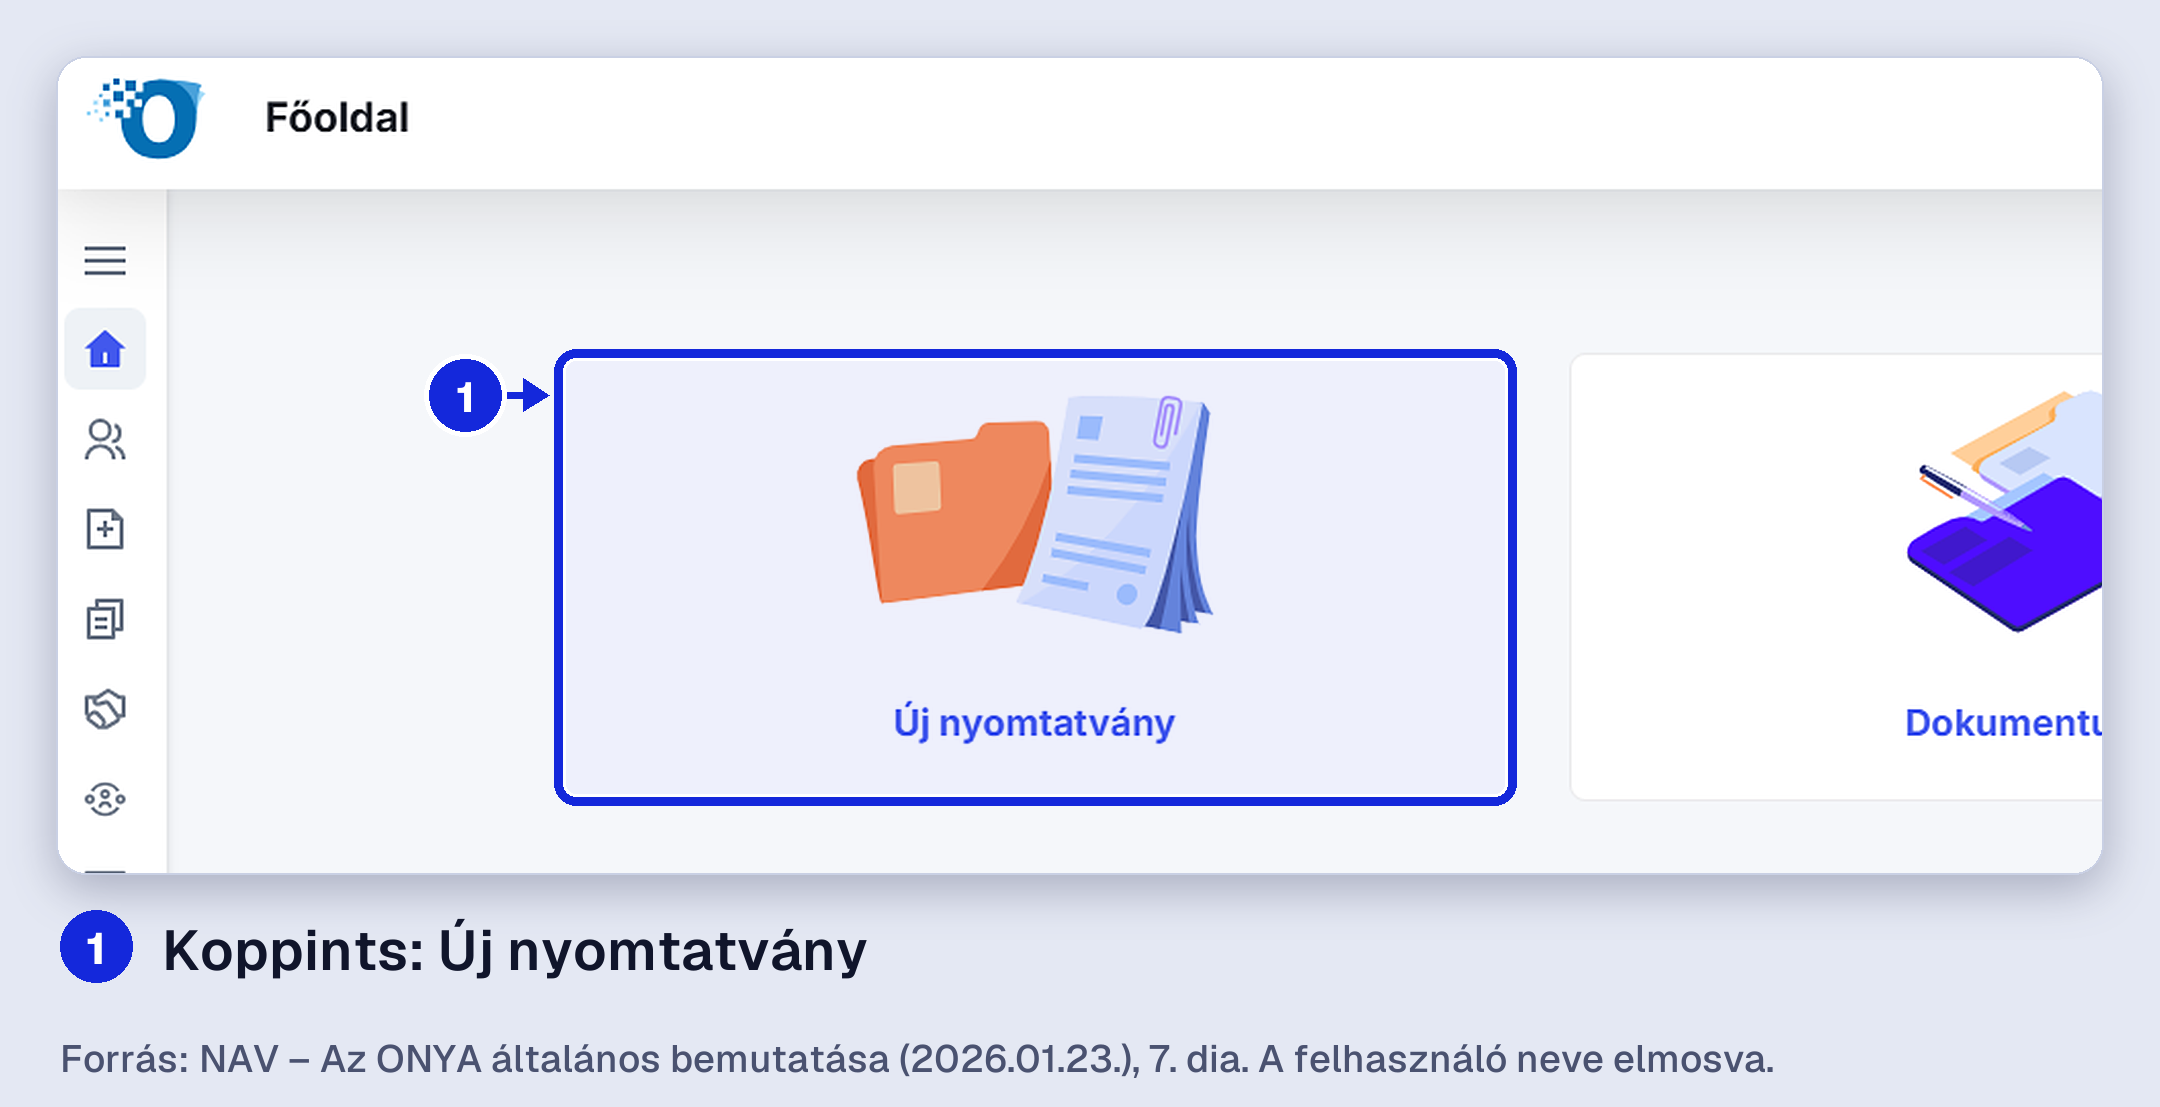 Főoldal
1
Új nyomtatvány
1
Koppints: Új nyomtatvány
Forrás: NAV – Az ONYA általános bemutatása (2026.01.23.), 7. dia. A felhasználó neve elmosva.